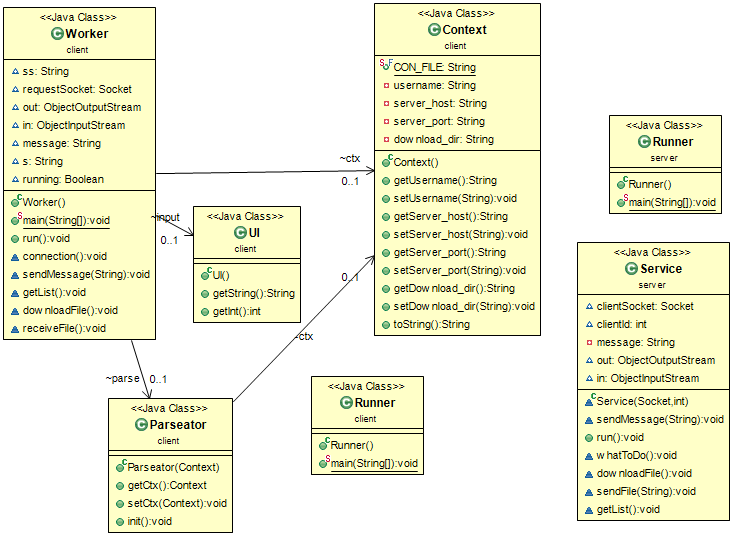 <<Java Class>>
Worker
client
ss: String
requestSocket: Socket
out: ObjectOutputStream
in: ObjectInputStream
message: String
s: String
running: Boolean
Worker()
main(String[]):void
run():void
connection():void
sendMessage(String):void
getList():void
downloadFile():void
receiveFile():void
<<Java Class>>
Context
client
CON_FILE: String
username: String
server_host: String
server_port: String
download_dir: String
Context()
getUsername():String
setUsername(String):void
getServer_host():String
setServer_host(String):void
getServer_port():String
setServer_port(String):void
getDownload_dir():String
setDownload_dir(String):void
toString():String
~ctx
0..1
~input
0..1
<<Java Class>>
UI
client
UI()
getString():String
getInt():int
0..1
~ctx
~parse
0..1
<<Java Class>>
Parseator
client
Parseator(Context)
getCtx():Context
setCtx(Context):void
init():void
<<Java Class>>
Runner
client
Runner()
main(String[]):void
<<Java Class>>
Runner
server
Runner()
main(String[]):void
<<Java Class>>
Service
server
clientSocket: Socket
clientId: int
message: String
out: ObjectOutputStream
in: ObjectInputStream
Service(Socket,int)
sendMessage(String):void
run():void
whatToDo():void
downloadFile():void
sendFile(String):void
getList():void